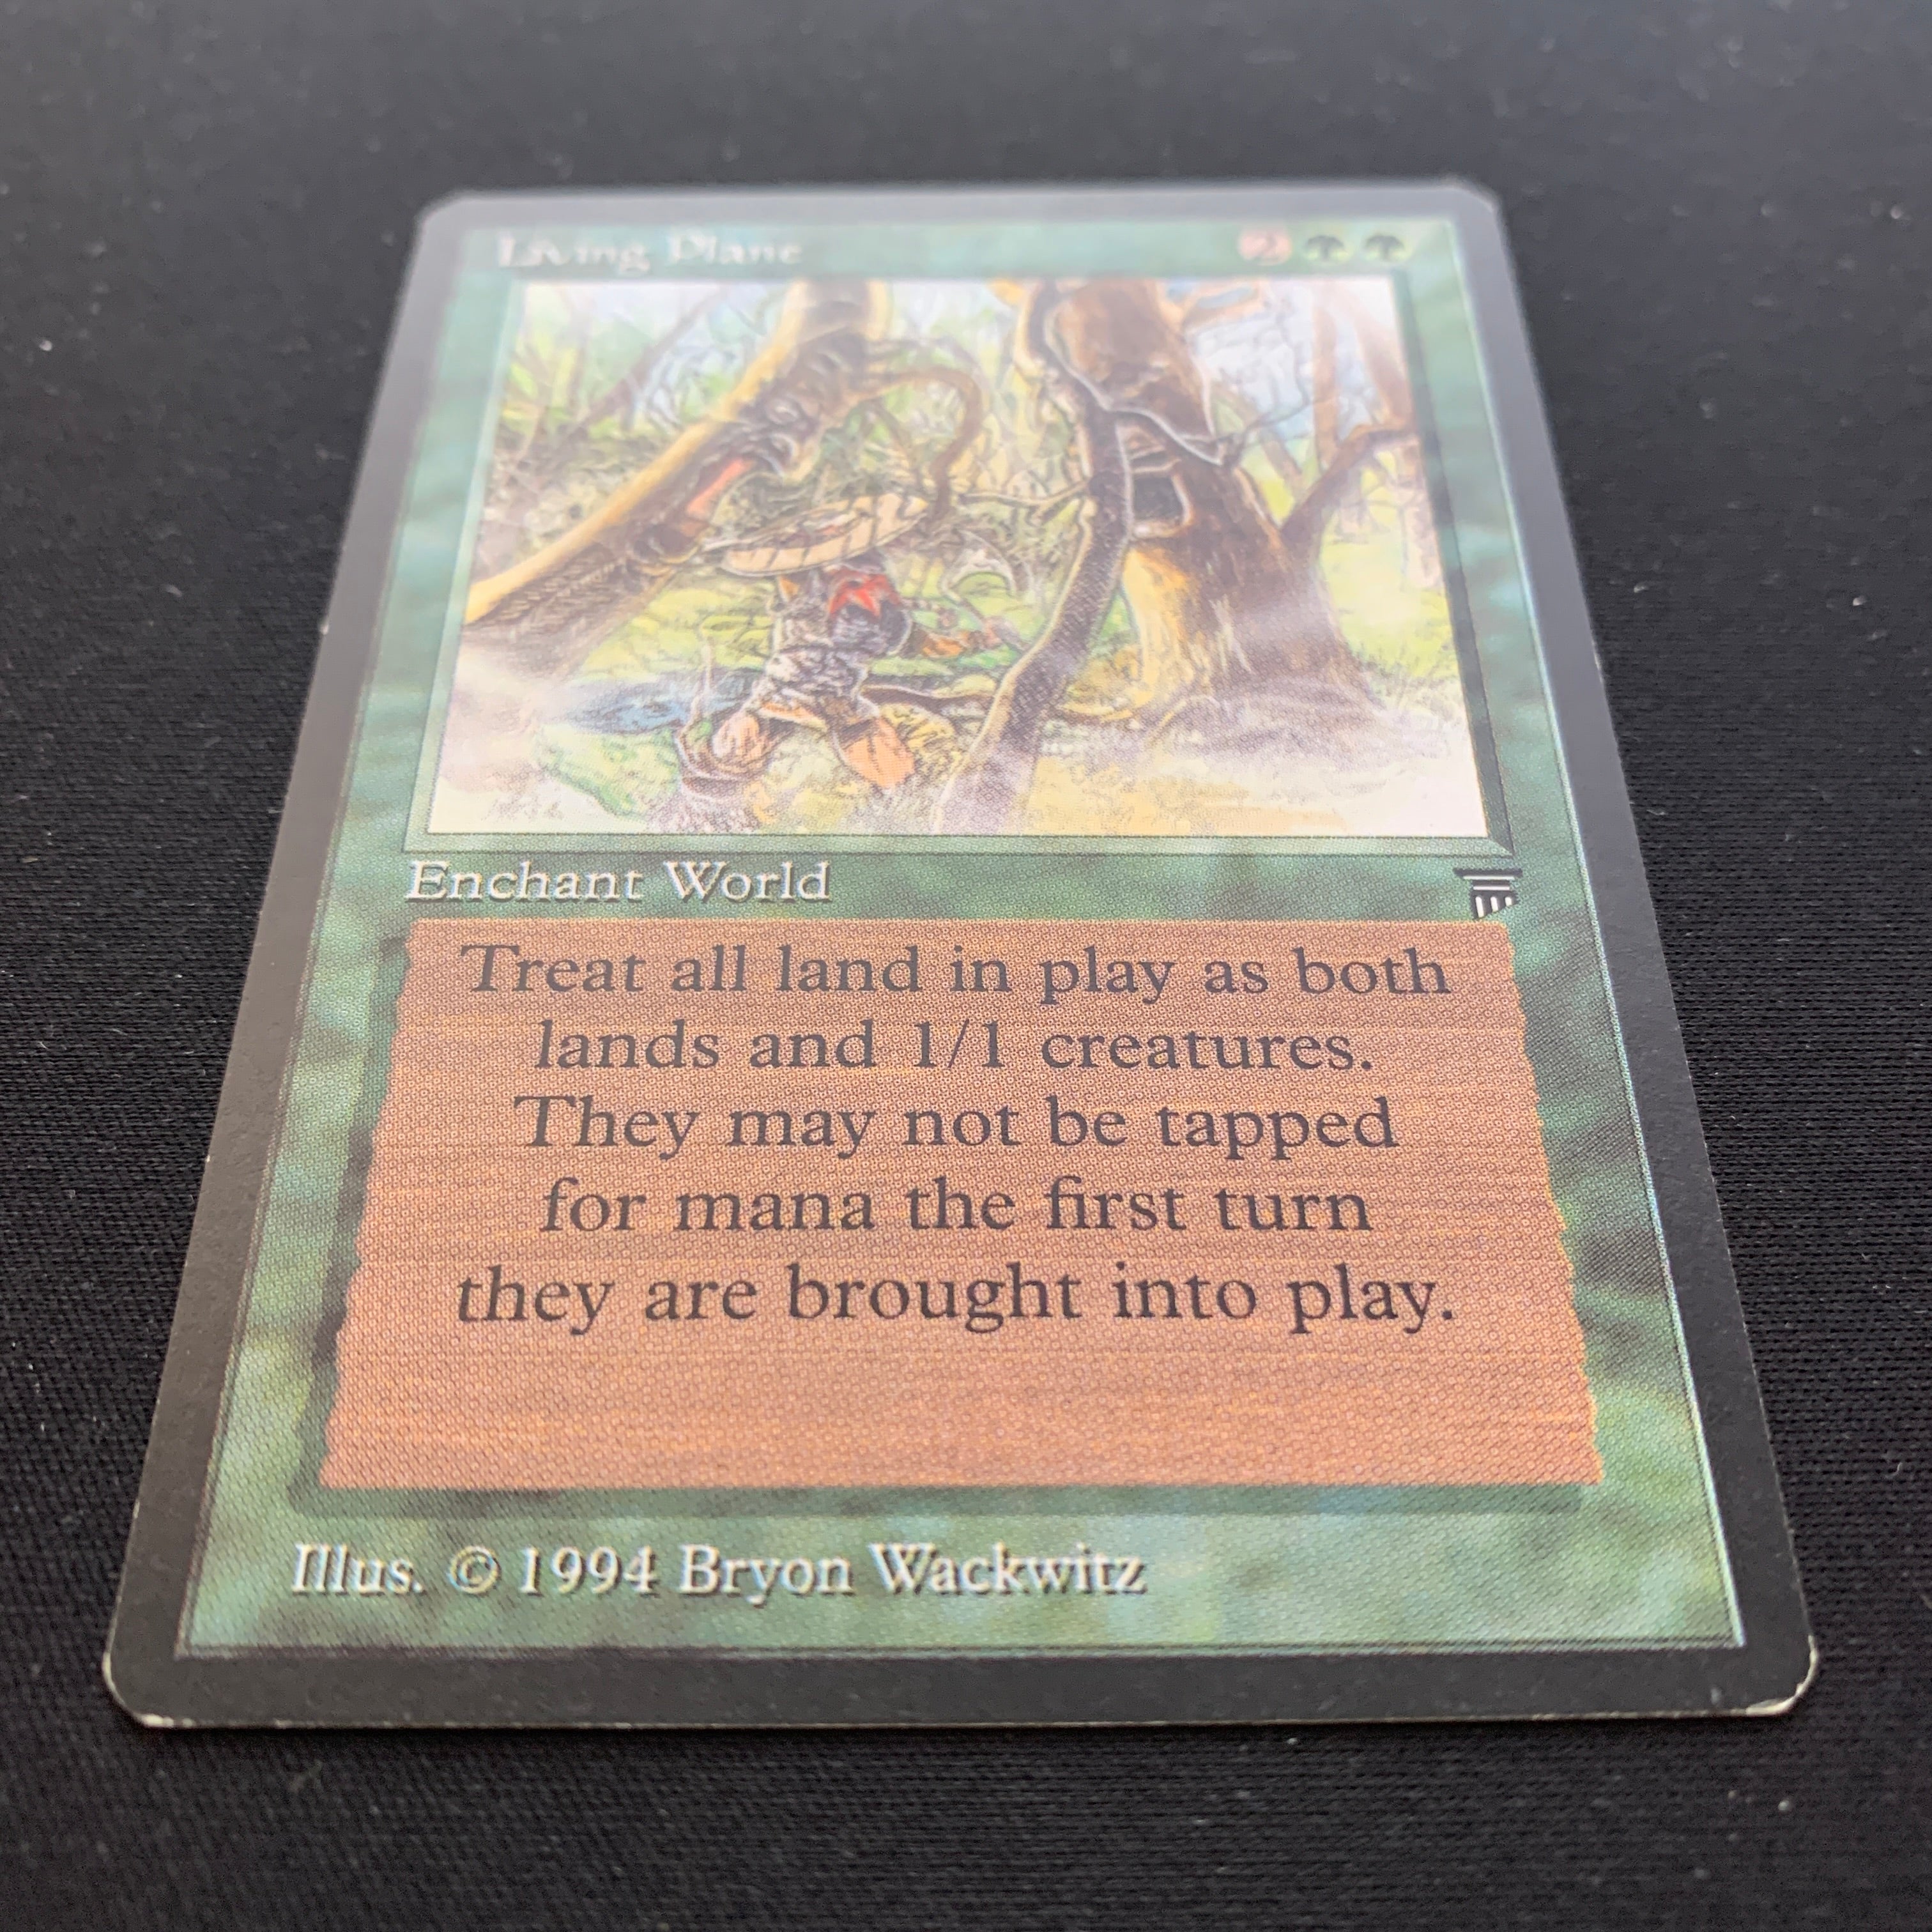 Living Plane 2
Enchant World
Treat all land in play as both
lands and 1/1 creatures.
They may not be tapped
for mana the first turn
they are brought into play.
Illus. © 1994 Bryon Wackwitz